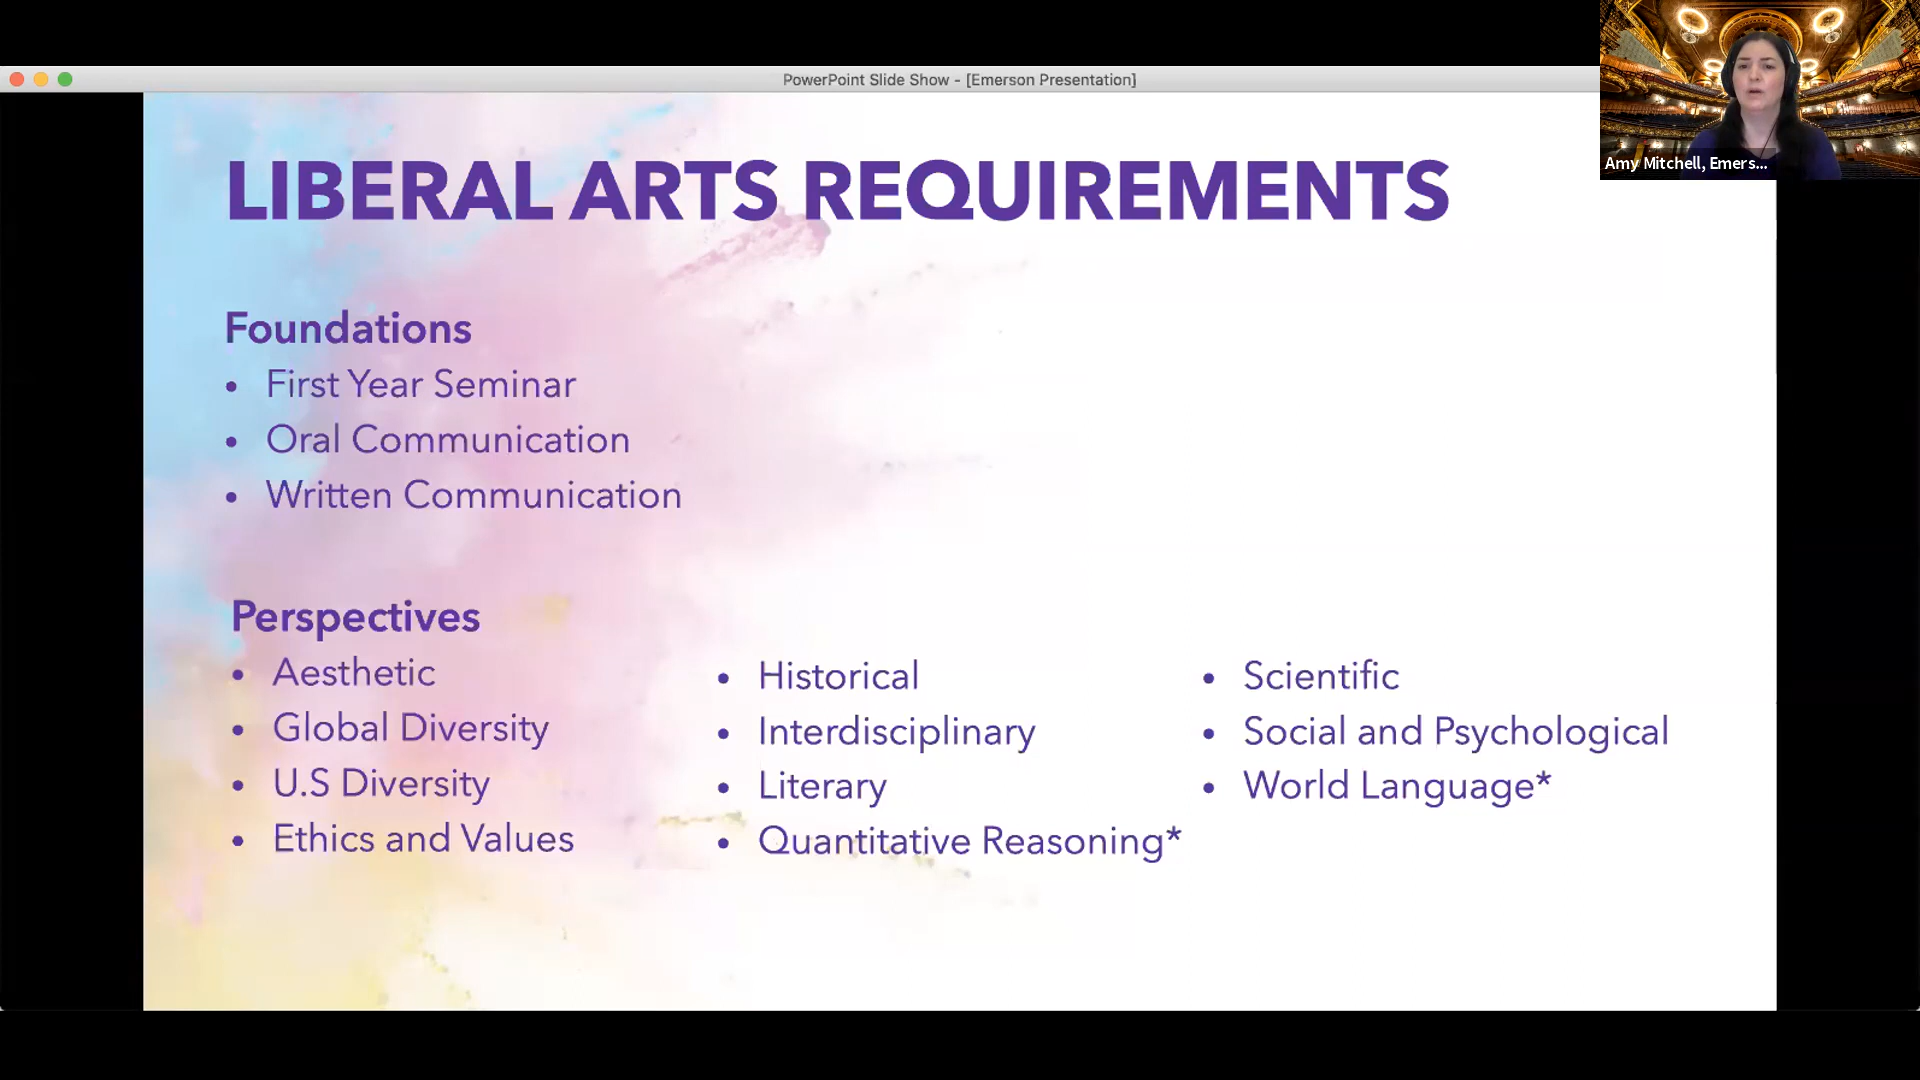 PowerPoint Slide Show - [Emerson Presentation]
Amy Mitchell, Emers...
LIBERAL ARTS REQUIREMENTS
Foundations
• First Year Seminar
• Oral Communication
• Written Communication
Perspectives
• Aesthetic
• Global Diversity
• U.S Diversity
• Ethics and Values
• Historical
• Interdisciplinary
• Literary
• Quantitative Reasoning*
• Scientific
• Social and Psychological
• World Language*